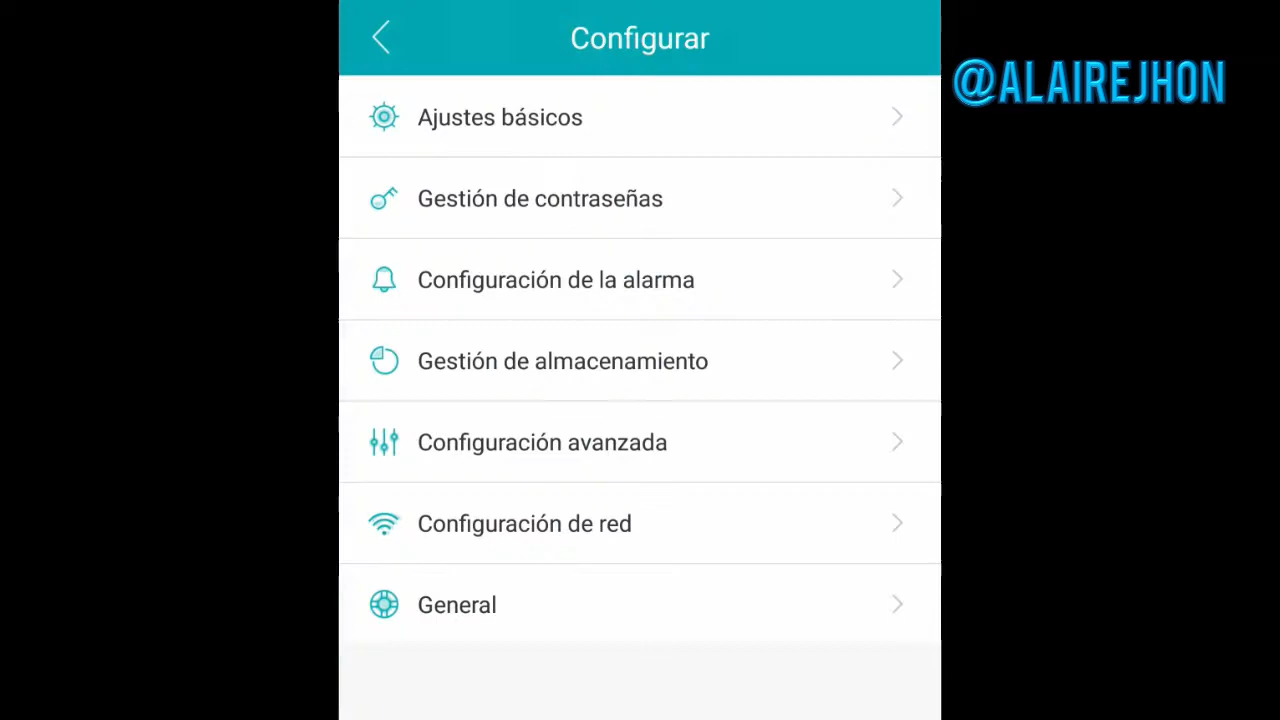 Configurar
@ALAIREJHON
Ajustes básicos
Gestión de contraseñas
Configuración de la alarma
Gestión de almacenamiento
Configuración avanzada
Configuración de red
General